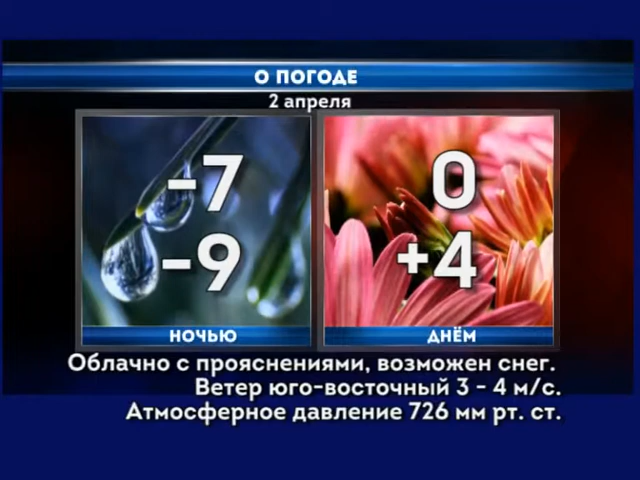 О ПОГОДЕ
2 апреля
-7
-9
0
+4
НОЧЬЮ
ДНЁМ
Облачно с прояснениями, возможен снег.
Ветер юго-восточный 3 - 4 м/с.
Атмосферное давление 726 мм рт. ст.